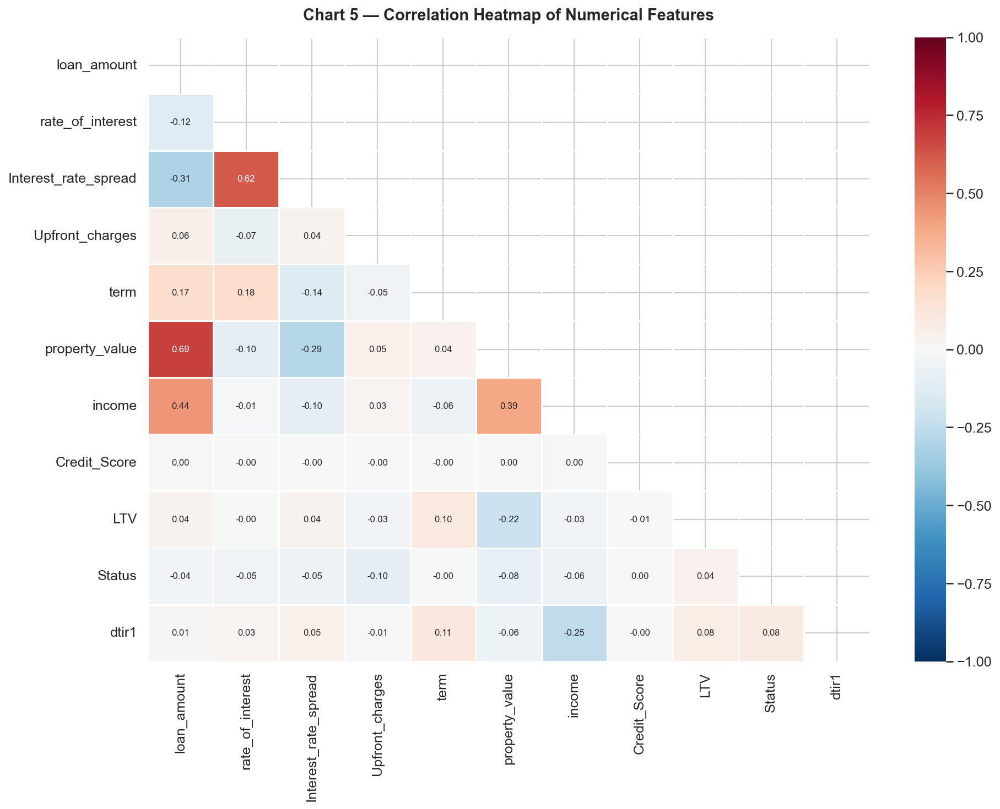 Chart 5 — Correlation Heatmap of Numerical Features
loan_amount
rate_of_interest -0.12
Interest_rate_spread -0.31 0.62
Upfront_charges 0.06 -0.07 0.04
term 0.17 0.18 -0.14 -0.05
property_value 0.69 -0.10 -0.29 0.05 0.04
income 0.44 -0.01 -0.10 0.03 -0.06 0.39
Credit_Score 0.00 -0.00 -0.00 -0.00 -0.00 0.00 0.00
LTV 0.04 -0.00 0.04 -0.03 0.10 -0.22 -0.03 -0.01
Status -0.04 -0.05 -0.05 -0.10 -0.00 -0.08 -0.06 0.00 0.04
dtir1 0.01 0.03 0.05 -0.01 0.11 -0.06 -0.25 -0.00 0.08 0.08
loan_amount
rate_of_interest
Interest_rate_spread
Upfront_charges
term
property_value
income
Credit_Score
LTV
Status
dtir1
1.00
0.75
0.50
0.25
0.00
−0.25
−0.50
−0.75
−1.00